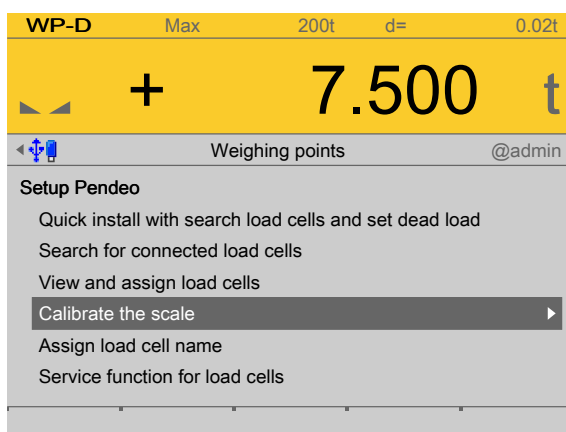 WP-D Max 200t d= 0.02t
+ 7.500 t
Weighing points @admin
Setup Pendeo
Quick install with search load cells and set dead load
Search for connected load cells
View and assign load cells
Calibrate the scale
Assign load cell name
Service function for load cells